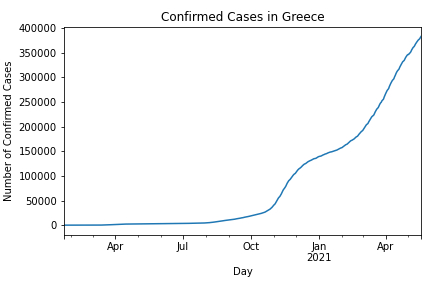 Confirmed Cases in Greece
Number of Confirmed Cases
400000
350000
300000
250000
200000
150000
100000
50000
0
Apr Jul Oct Jan Apr
2021
Day